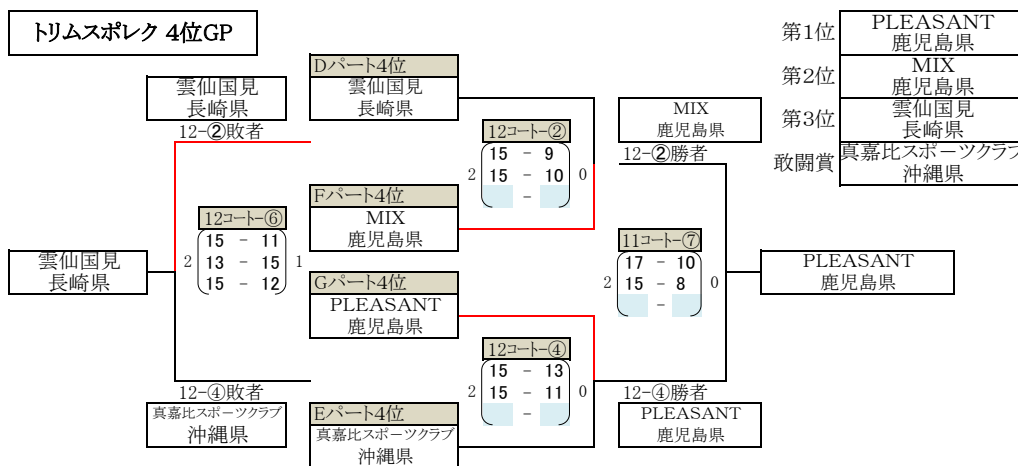 トリムスポレク 4位GP
第1位
PLEASANT
鹿児島県
第2位
MIX
鹿児島県
第3位
雲仙国見
長崎県
敢闘賞
真嘉比スポーツクラブ
沖縄県
雲仙国見
長崎県
12-②敗者
Dパート4位
雲仙国見
長崎県
12コート-②
15 - 9
2 15 - 10 0
-
MIX
鹿児島県
12-②勝者
Fパート4位
MIX
鹿児島県
12コート-⑥
15 - 11
2 13 - 15 1
15 - 12
雲仙国見
長崎県
11コート-⑦
17 - 10
2 15 - 8 0
-
PLEASANT
鹿児島県
Gパート4位
PLEASANT
鹿児島県
12コート-④
15 - 13
2 15 - 11 0
-
12-④敗者
真嘉比スポーツクラブ
沖縄県
Eパート4位
真嘉比スポーツクラブ
沖縄県
12-④勝者
PLEASANT
鹿児島県